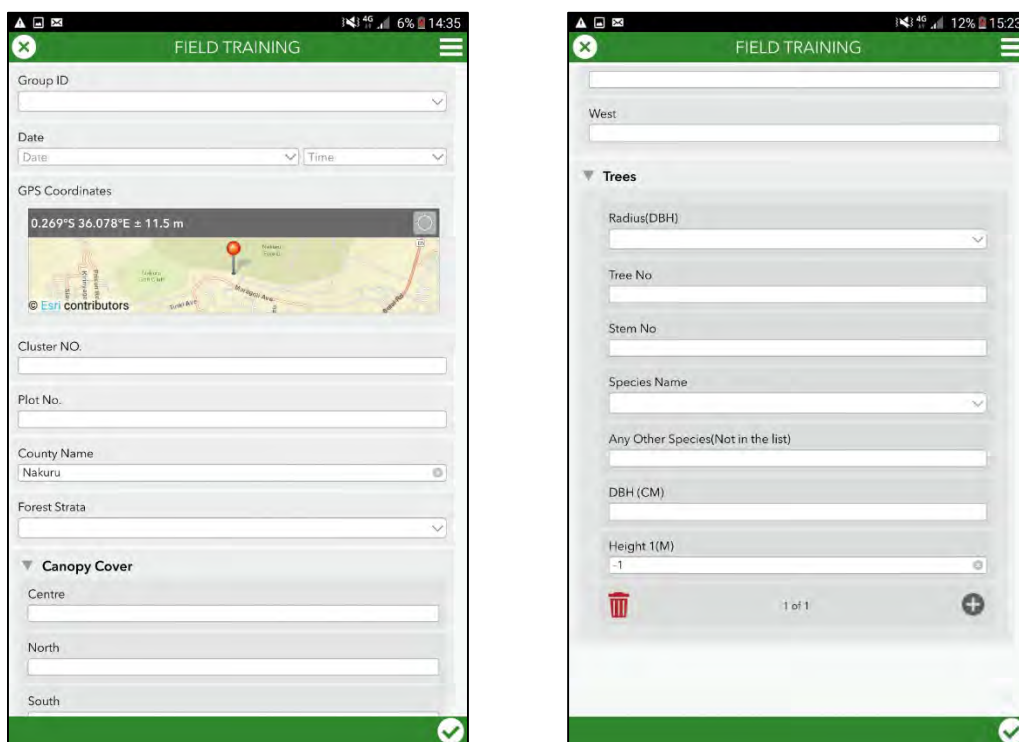 4G 6% 14:35
FIELD TRAINING
Group ID
Date
Date Time
GPS Coordinates
0.269°S 36.078°E ± 11.5 m
© Esri contributors
Cluster NO.
Plot No.
County Name
Nakuru
Forest Strata
Canopy Cover
Centre
North
South
4G 12% 15:23
FIELD TRAINING
West
Trees
Radius(DBH)
Tree No
Stem No
Species Name
Any Other Species(Not in the list)
DBH (CM)
Height 1(M)
-1
1 of 1